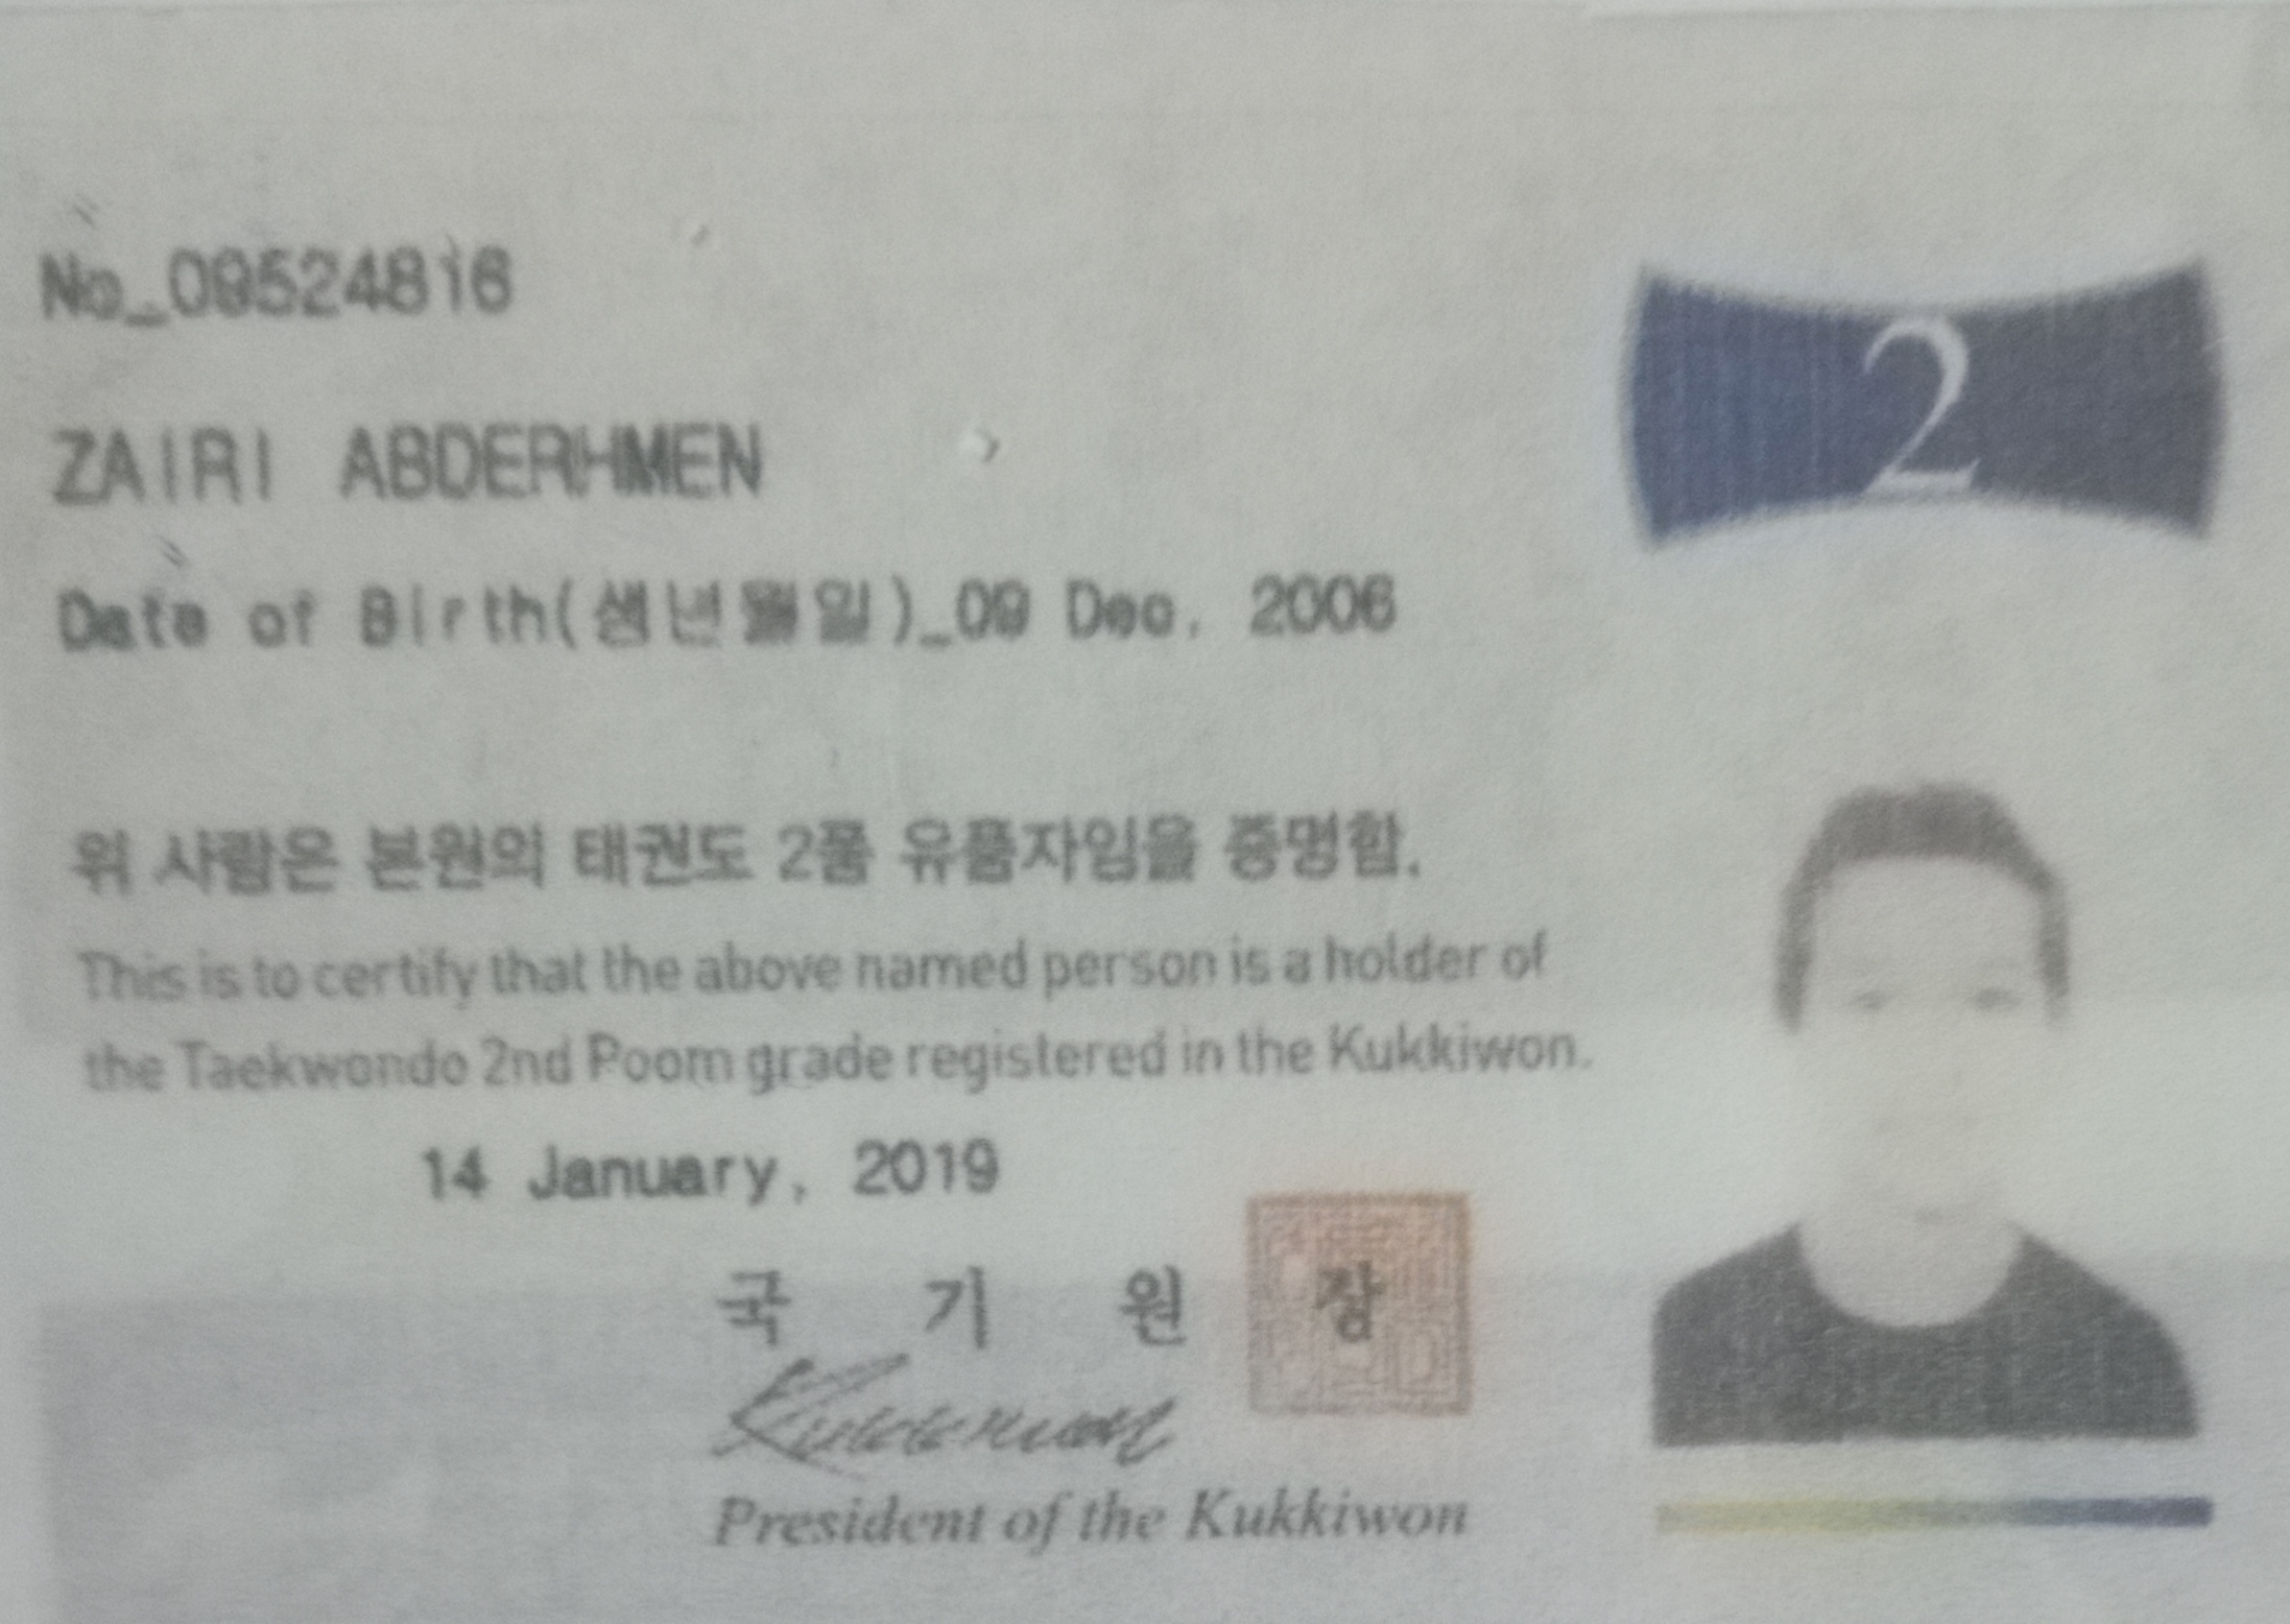 No_09524816
2
ZAIRI ABDERHMEN
Date of Birth(생년월일)_09 Dec, 2006
위 사람은 본원의 태권도 2품 유품자임을 증명함.
This is to certify that the above named person is a holder of
the Taekwondo 2nd Poom grade registered in the Kukkiwon.
14 January, 2019
국 기 원 장
Kukkiwon
President of the Kukkiwon